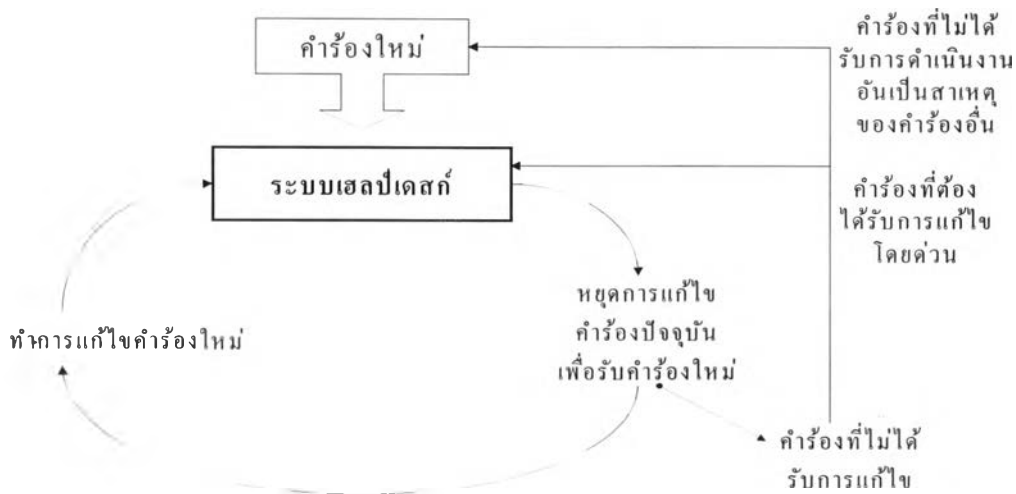 คำร้องใหม่
คำร้องที่ไม่ได้
รับการดำเนินงาน
อันเป็นสาเหตุ
ของคำร้องอื่น
ระบบเฮลป์เดสก์
คำร้องที่ต้อง
ได้รับการแก้ไข
โดยด่วน
หยุดการแก้ไข
คำร้องปัจจุบัน
เพื่อรับคำร้องใหม่
ทำการแก้ไขคำร้องใหม่
คำร้องที่ไม่ได้
รับการแก้ไข